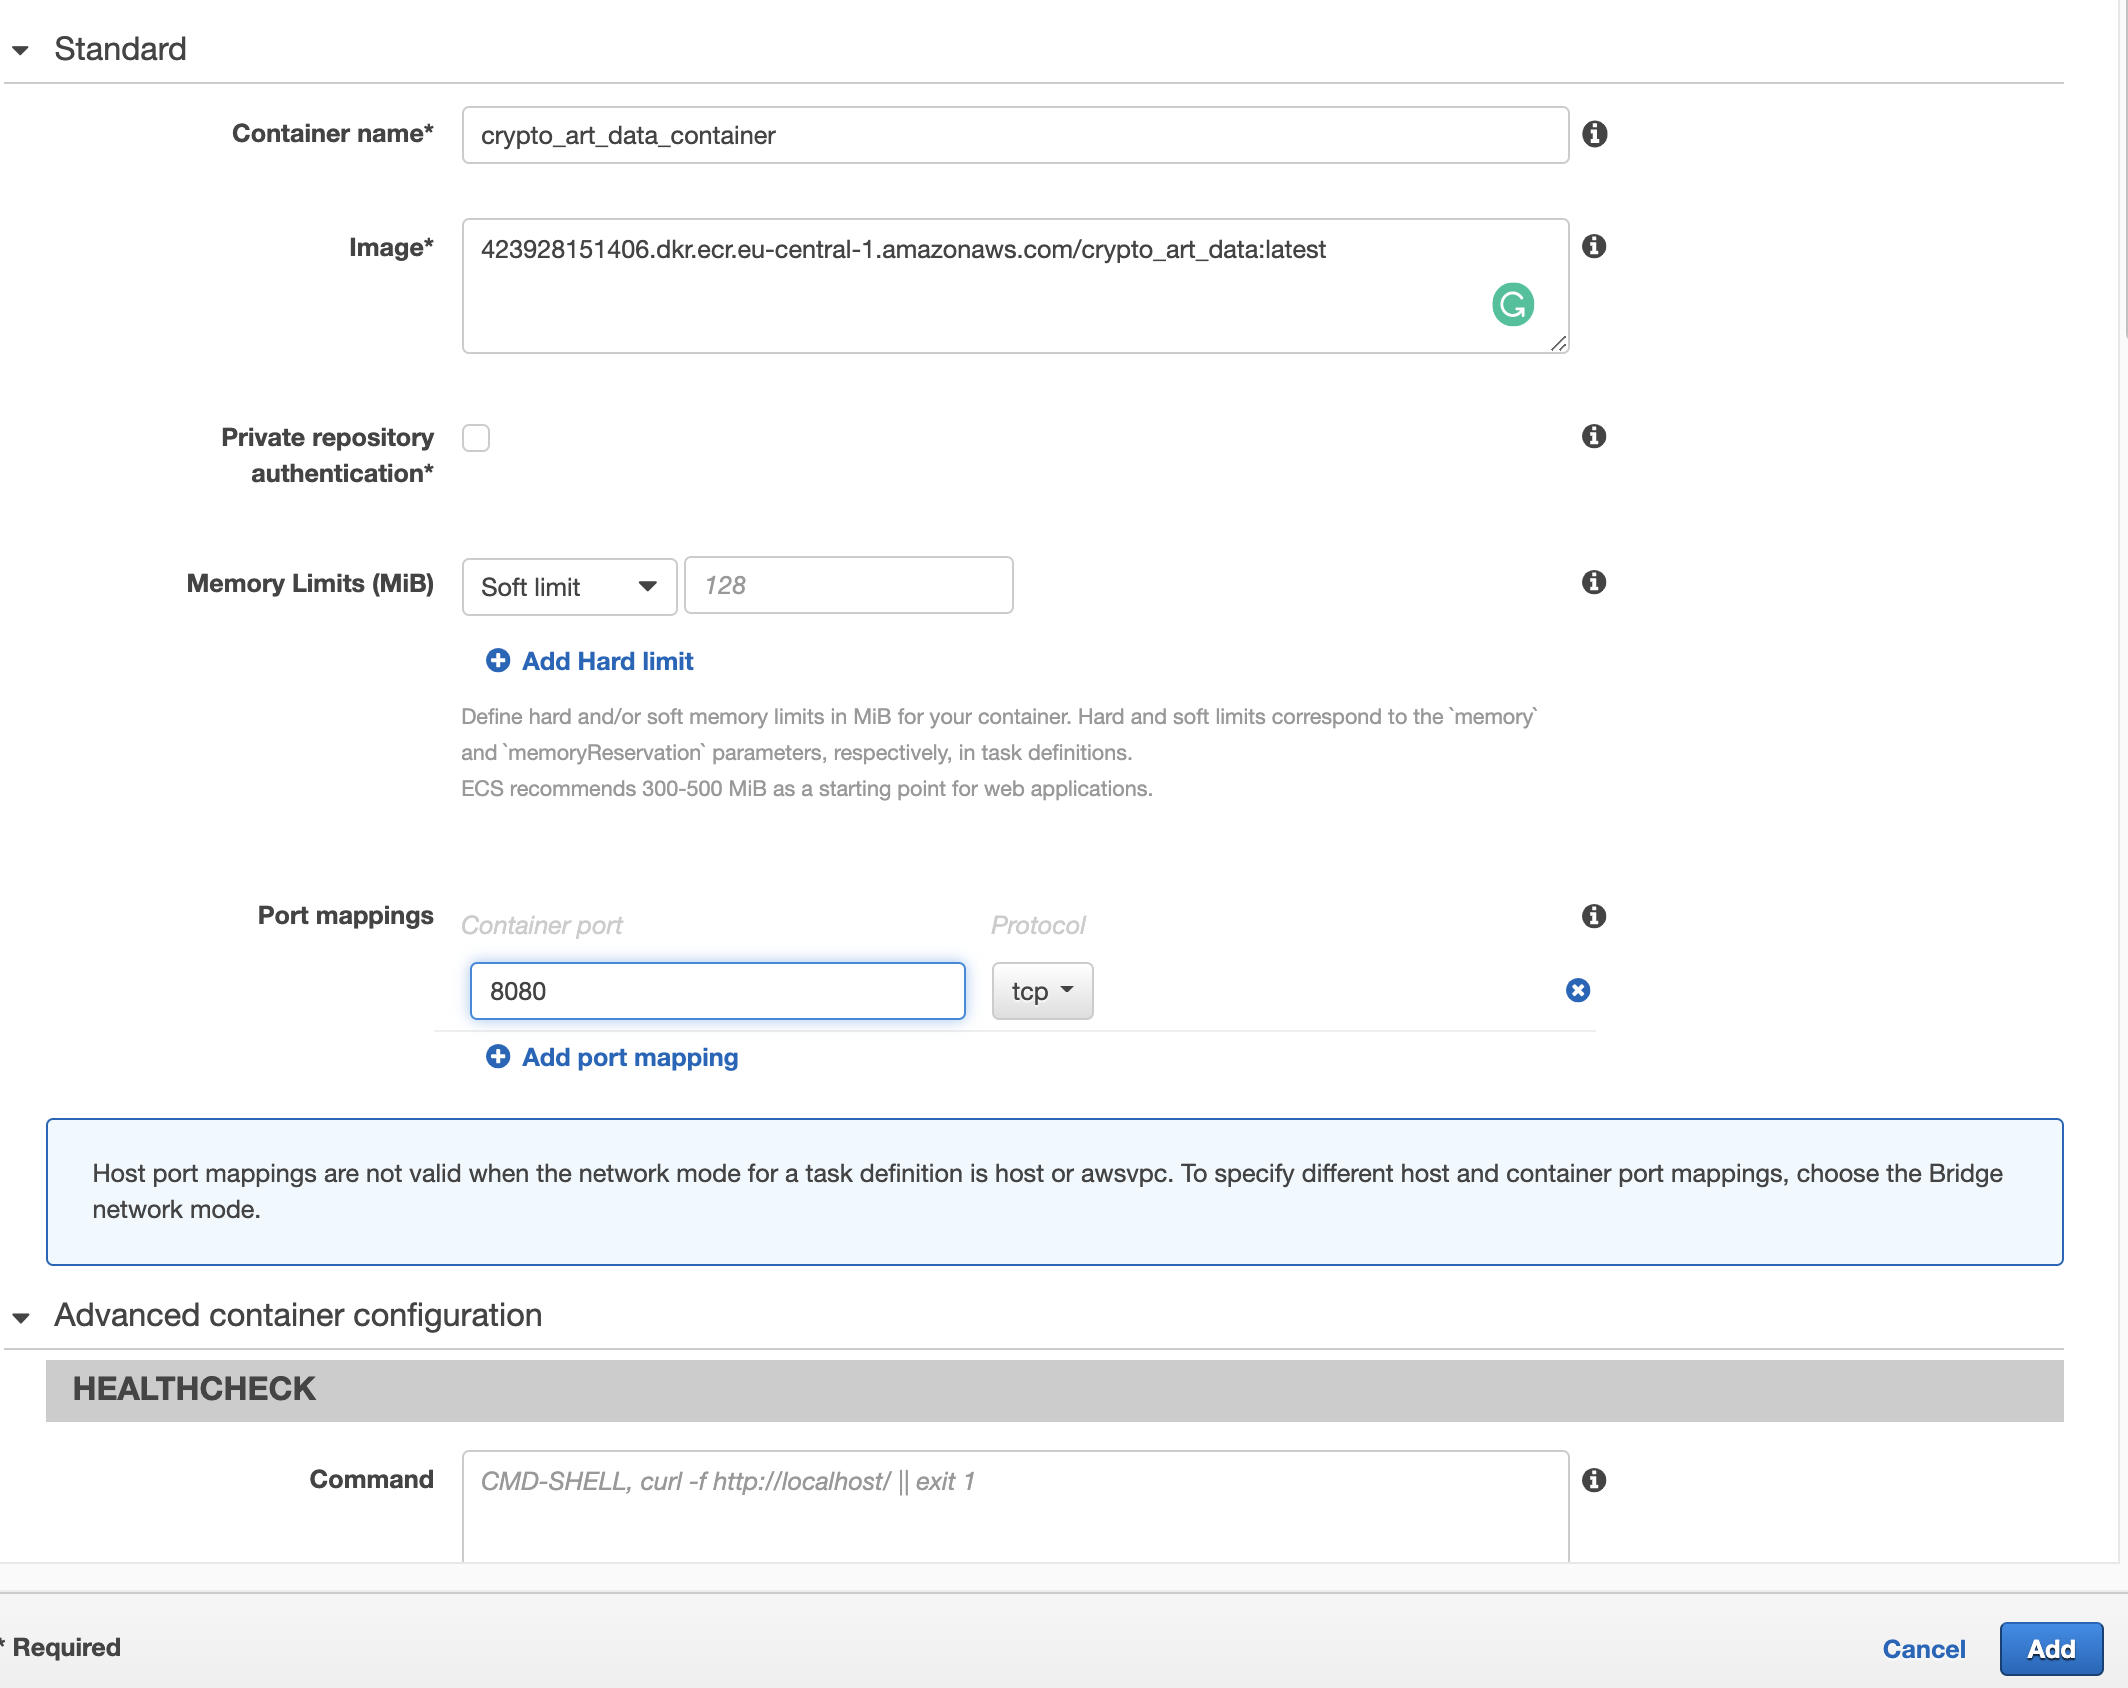 Standard
Container name*
crypto_art_data_container
Image*
423928151406.dkr.ecr.eu-central-1.amazonaws.com/crypto_art_data:latest
Private repository
authentication*
Memory Limits (MiB)
Soft limit
128
Add Hard limit
Define hard and/or soft memory limits in MiB for your container. Hard and soft limits correspond to the `memory`
and `memoryReservation` parameters, respectively, in task definitions.
ECS recommends 300-500 MiB as a starting point for web applications.
Port mappings
Container port
Protocol
8080
tcp
Add port mapping
Host port mappings are not valid when the network mode for a task definition is host or awsvpc. To specify different host and container port mappings, choose the Bridge
network mode.
Advanced container configuration
HEALTHCHECK
Command
CMD-SHELL, curl -f http://localhost/ || exit 1
* Required
Cancel
Add